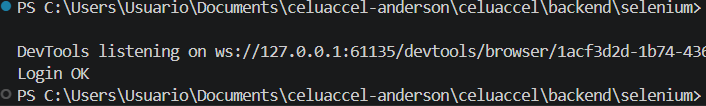 PS C:\Users\Usuario\Documents\celuaccel-anderson\celuaccel\backend\selenium>
DevTools listening on ws://127.0.0.1:61135/devtools/browser/1acf3d2d-1b74-436
Login OK
PS C:\Users\Usuario\Documents\celuaccel-anderson\celuaccel\backend\selenium>